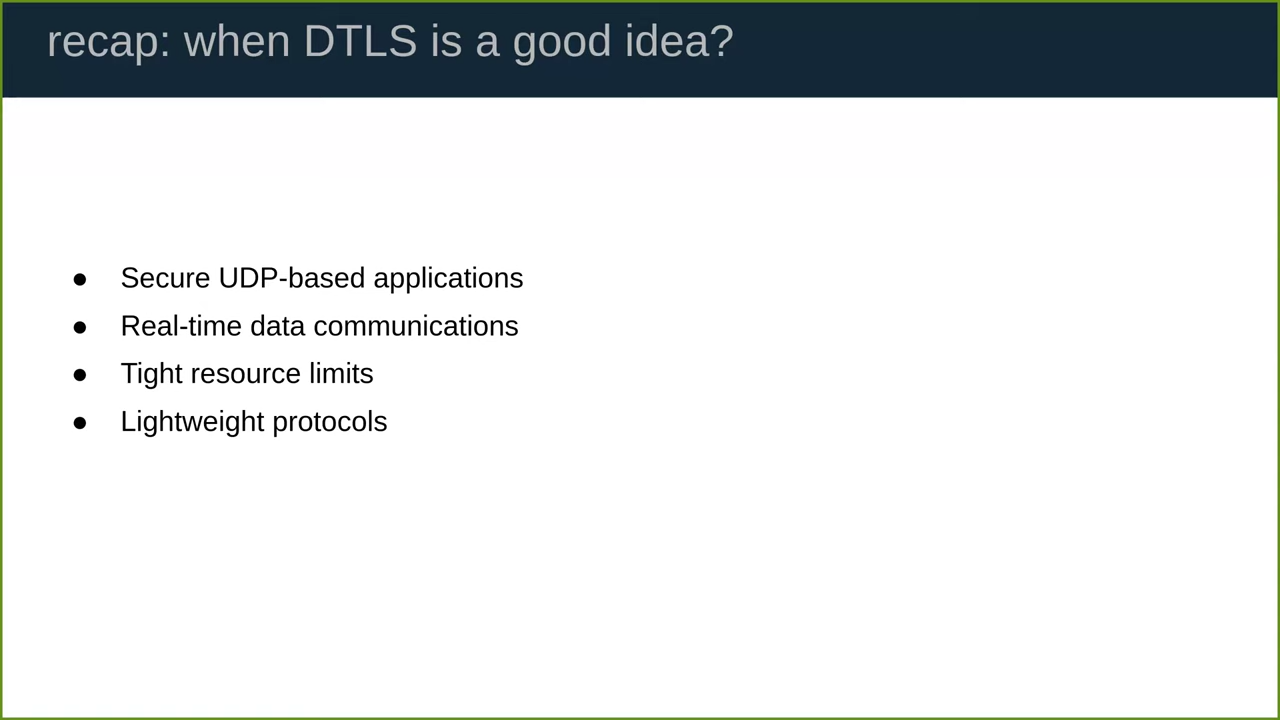 recap: when DTLS is a good idea?
● Secure UDP-based applications
● Real-time data communications
● Tight resource limits
● Lightweight protocols